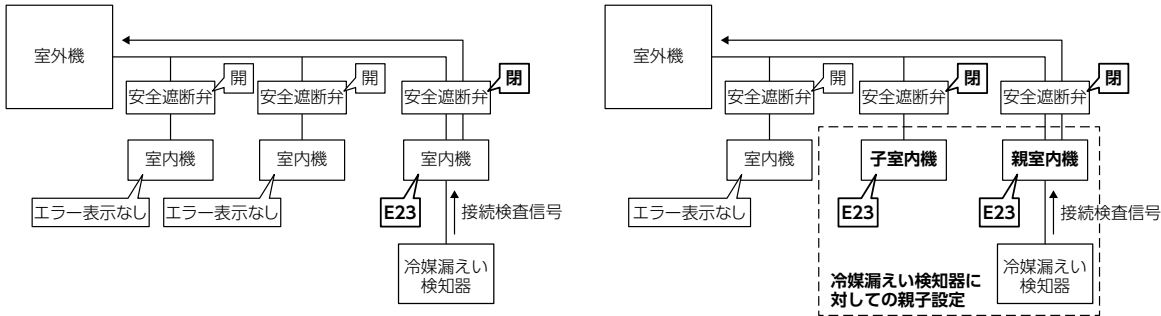 室外機
開
開
閉
安全遮断弁
安全遮断弁
安全遮断弁
室内機
室内機
室内機
エラー表示なし
エラー表示なし
E23
接続検査信号
冷媒漏えい
検知器
室外機
開
閉
閉
安全遮断弁
安全遮断弁
安全遮断弁
室内機
子室内機
親室内機
エラー表示なし
E23
E23
接続検査信号
冷媒漏えい
検知器
冷媒漏えい検知器に
対しての親子設定